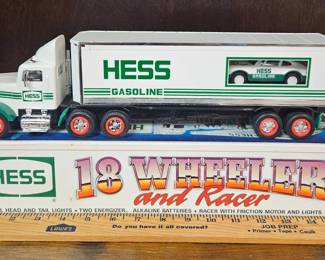 HESS
GASOLINE
HESS
HESS
18 WHEELER
and Racer
HEAD AND TAIL LIGHTS • TWO ENERGIZER ALKALINE BATTERIES • RACER WITH FRICTION MOTOR AND LIGHTS
LOWE'S
Do you have it all covered?
JOB PREP
• Primer • Tape • Caulk